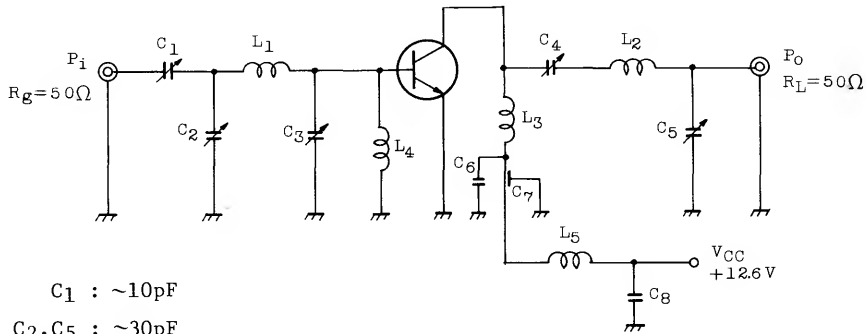 Pi
Rg=50Ω
C1
L1
C2
C3
L4
C4
L2
Po
RL=50Ω
L3
C5
C6
C7
L5
VCC
+12.6V
C8
C1 : ~10pF
C2.C5 : ~30pF